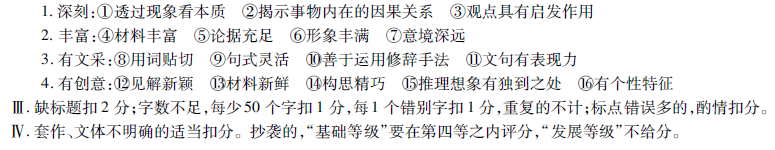 1. 深刻:①透过现象看本质 ②揭示事物内在的因果关系 ③观点具有启发作用
2. 丰富:④材料丰富 ⑤论据充足 ⑥形象丰满 ⑦意境深远
3. 有文采:⑧用词贴切 ⑨句式灵活 ⑩善于运用修辞手法 ⑪文句有表现力
4. 有创意:⑫见解新颖 ⑬材料新鲜 ⑭构思精巧 ⑮推理想象有独到之处 ⑯有个性特征
Ⅲ. 缺标题扣2分;字数不足,每少50个字扣1分,每1个错别字扣1分,重复的不计;标点错误多的,酌情扣分。
Ⅳ. 套作、文体不明确的适当扣分。抄袭的,“基础等级”要在第四等之内评分,“发展等级”不给分。